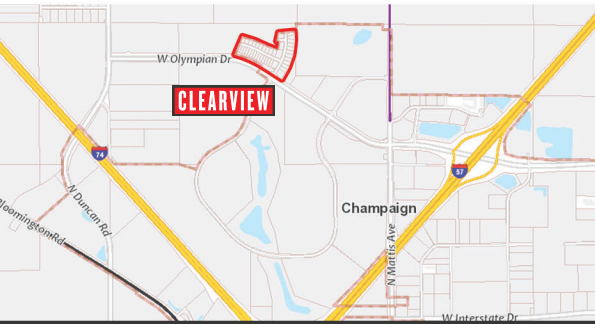 W Olympian Dr
CLEARVIEW
74
57
N Duncan Rd
Champaign
Bloomington Rd
N Mattis Ave
W Interstate Dr